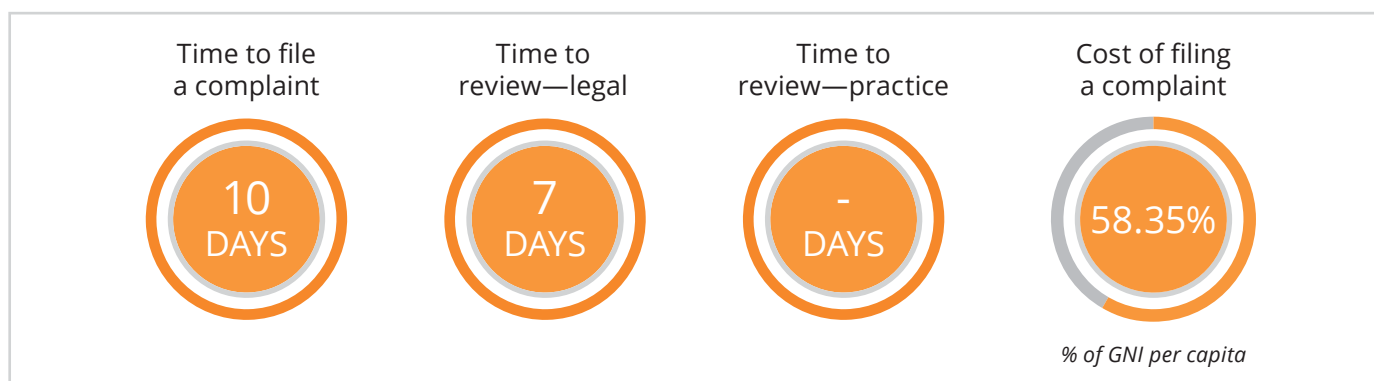 Time to file
a complaint
10
DAYS
Time to
review—legal
7
DAYS
Time to
review—practice
-
DAYS
Cost of filing
a complaint
58.35%
% of GNI per capita